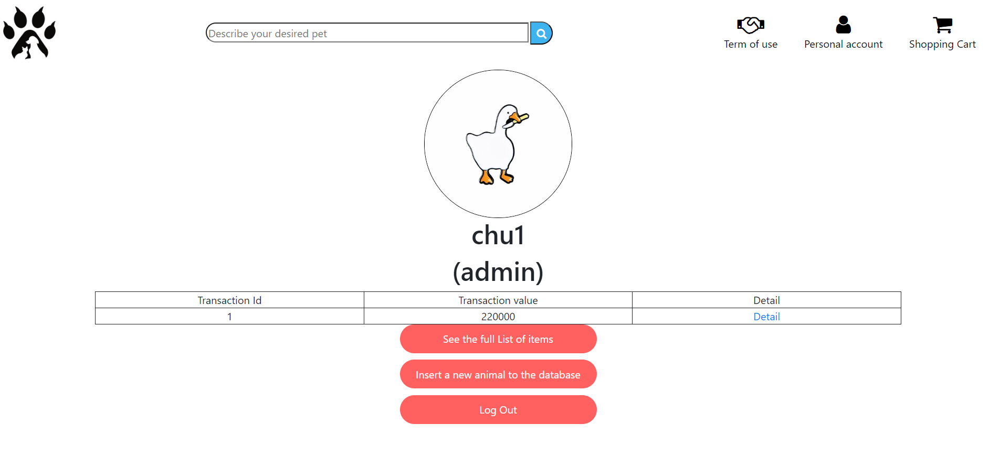 Describe your desired pet
Term of use
Personal account
Shopping Cart
chu1
(admin)
Transaction Id Transaction value Detail
1 220000 Detail
See the full List of items
Insert a new animal to the database
Log Out